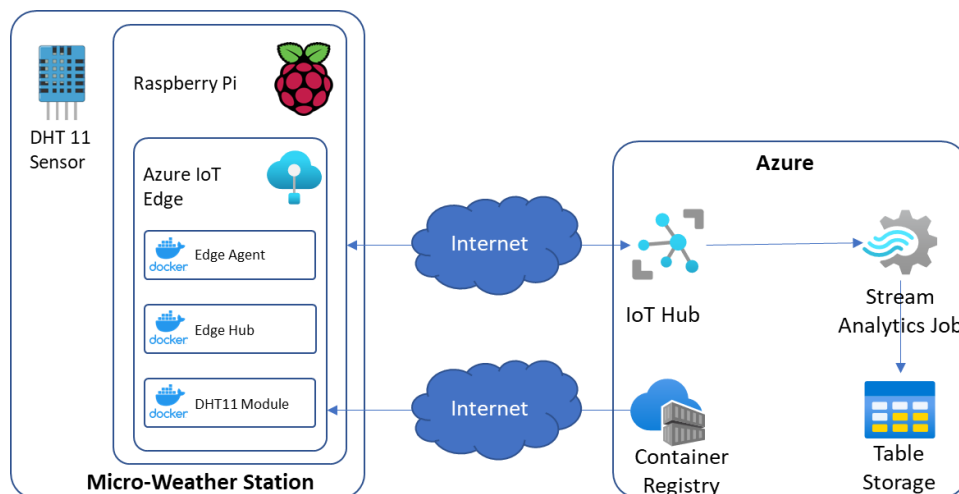 DHT 11
Sensor
Raspberry Pi
Azure IoT
Edge
docker
Edge Agent
docker
Edge Hub
docker
DHT11 Module
Micro-Weather Station
Internet
Internet
Azure
IoT Hub
Stream
Analytics Job
Container
Registry
Table
Storage